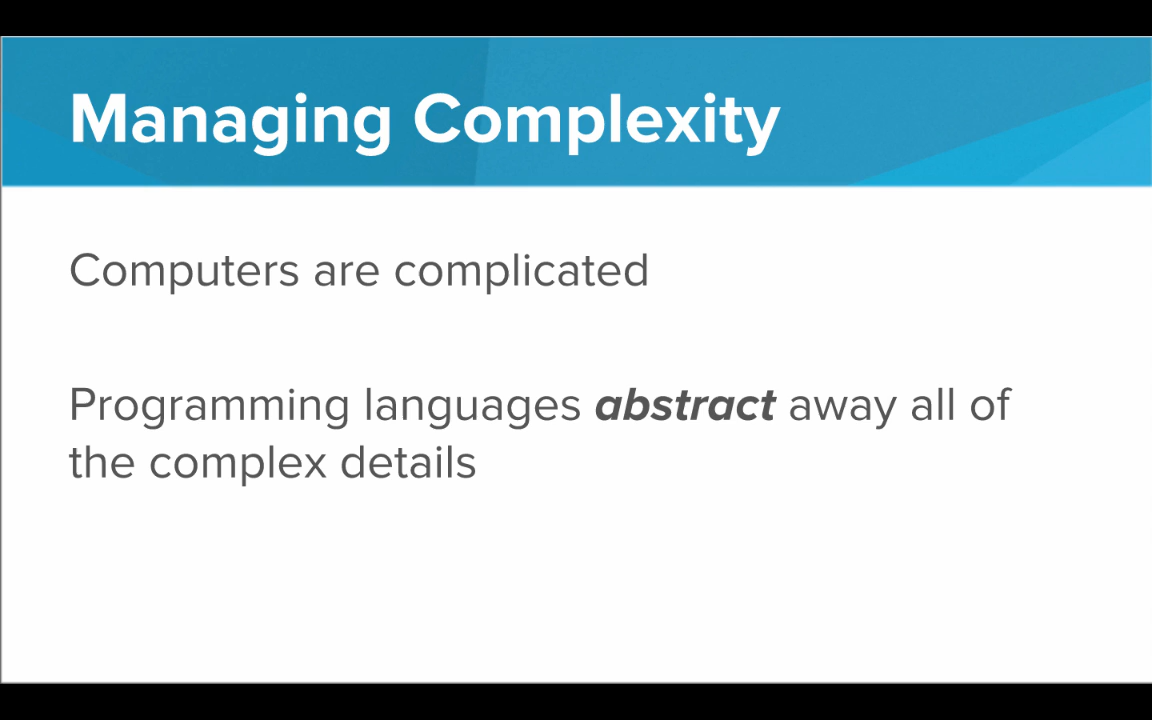 Managing Complexity
Computers are complicated
Programming languages abstract away all of
the complex details